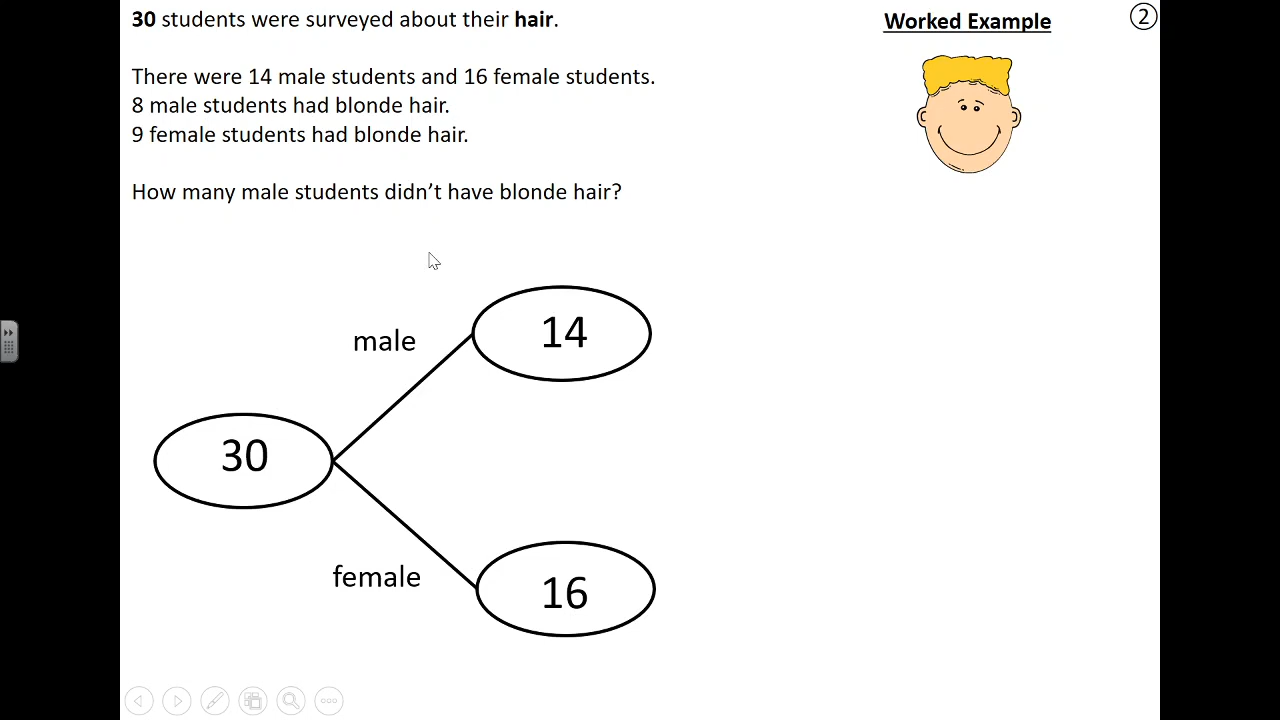 30 students were surveyed about their hair.
Worked Example
②
There were 14 male students and 16 female students.
8 male students had blonde hair.
9 female students had blonde hair.
How many male students didn’t have blonde hair?
male
14
30
female
16